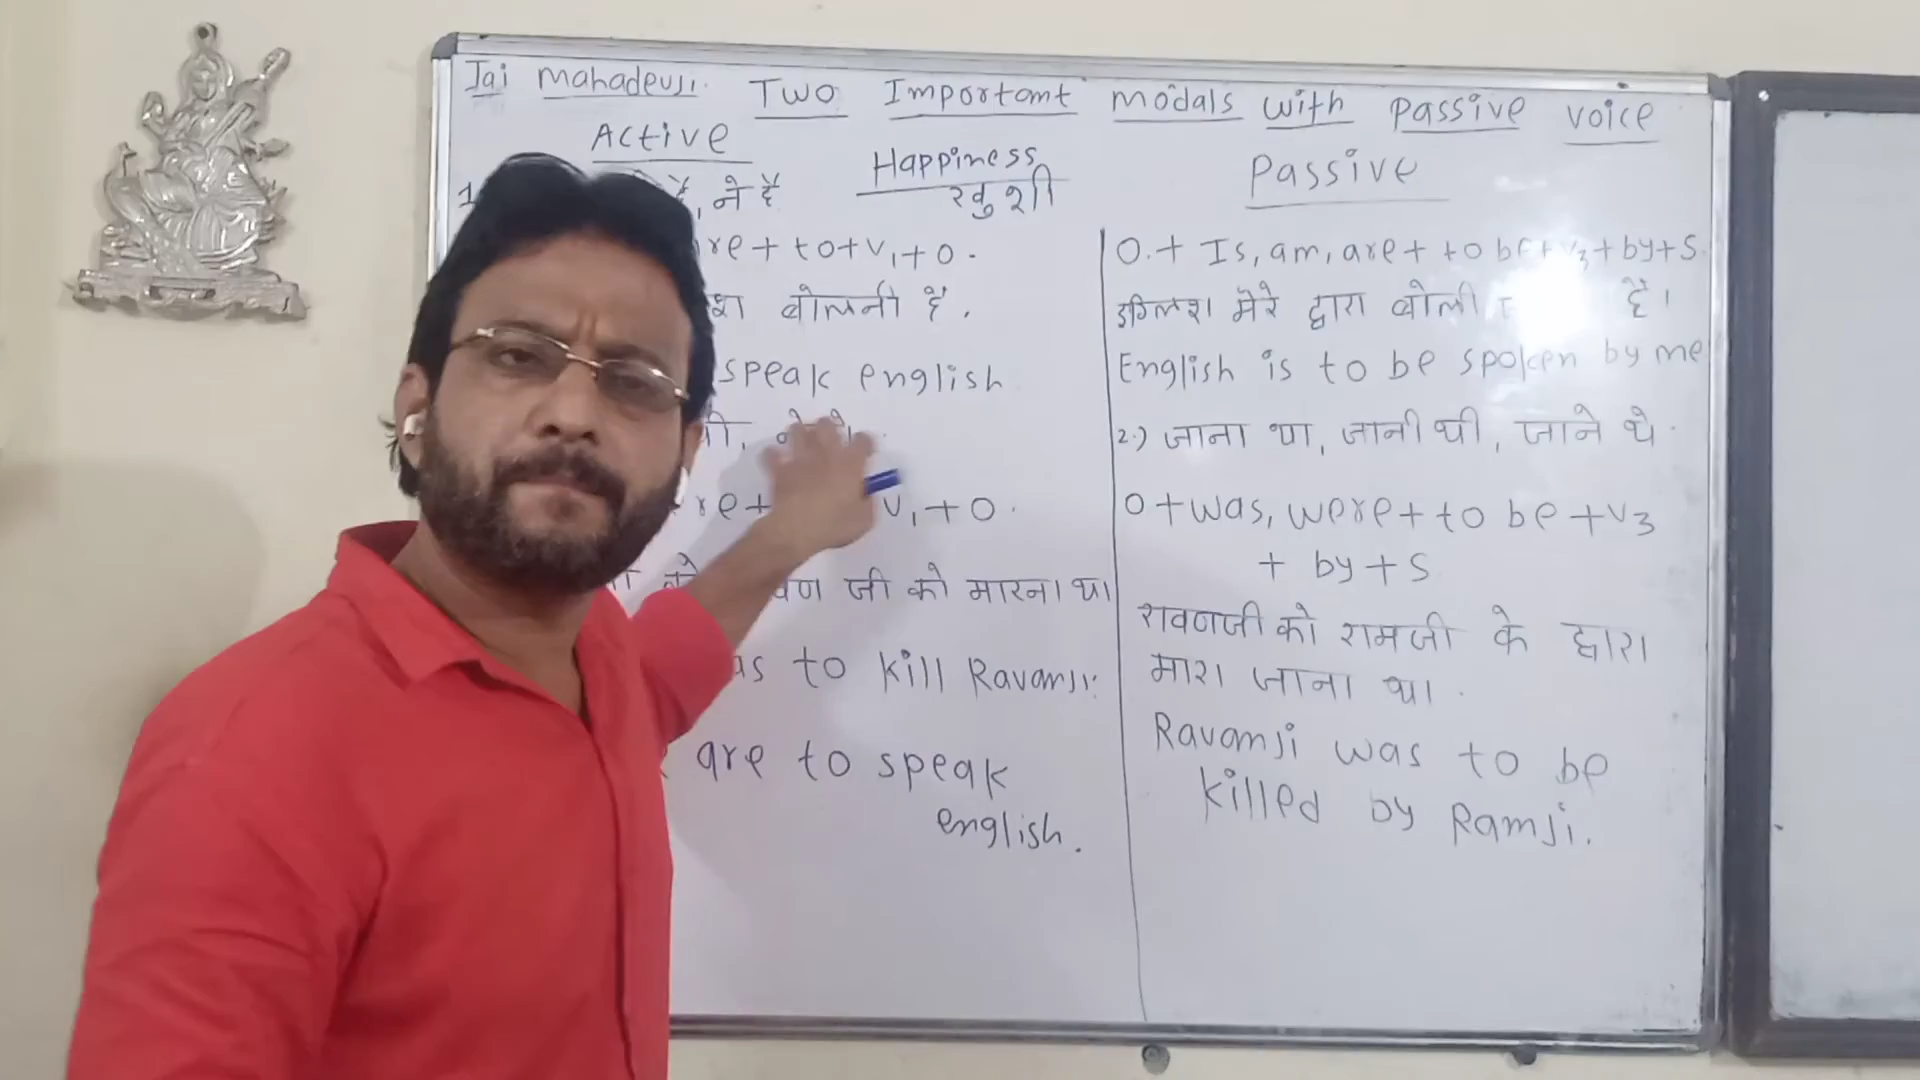 Jai mahadevji. Two Important modals with passive voice
Active
Happiness
खुशी
Passive
1
है, ने हैं
re + to + v1 + o.
बोलनी है.
speak english
v1 + o.
जी को मारना था।
as to kill Ravanji.
are to speak
english.
O. + Is, am, are + to be + v3 + by + S.
इंग्लिश मेरे द्वारा बोली है।
English is to be spoken by me
2.) जाना था, जानी थी, जाने थे.
O + was, were + to be + v3
+ by + S
रावणजी को रामजी के द्वारा
मारा जाना था.
Ravanji was to be
killed by Ramji.